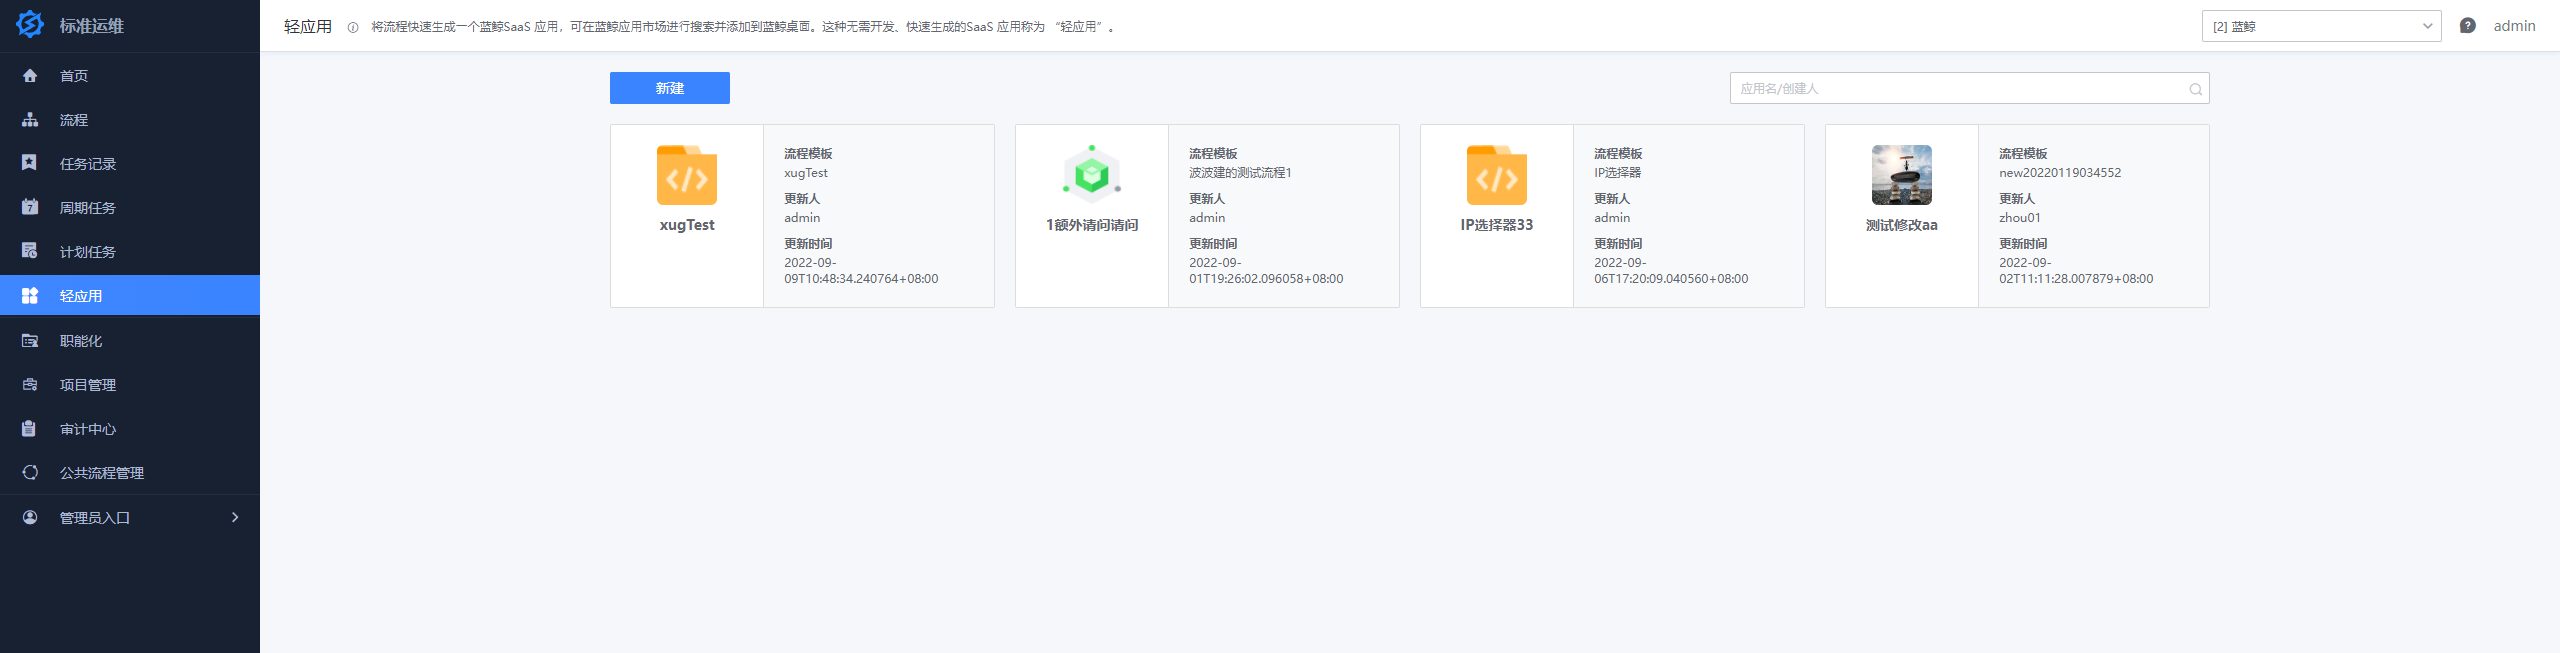 标准运维
首页
流程
任务记录
周期任务
计划任务
轻应用
职能化
项目管理
审计中心
公共流程管理
管理员入口
轻应用 将流程快速生成一个蓝鲸SaaS 应用，可在蓝鲸应用市场进行搜索并添加到蓝鲸桌面。这种无需开发、快速生成的SaaS 应用称为 “轻应用” 。
[2] 蓝鲸
admin
新建
应用名/创建人
xugTest
流程模板
xugTest
更新人
admin
更新时间
2022-09-
09T10:48:34.240764+08:00
1额外请问请问
流程模板
波波建的测试流程1
更新人
admin
更新时间
2022-09-
01T19:26:02.096058+08:00
IP选择器33
流程模板
IP选择器
更新人
admin
更新时间
2022-09-
06T17:20:09.040560+08:00
测试修改aa
流程模板
new20220119034552
更新人
zhou01
更新时间
2022-09-
02T11:11:28.007879+08:00